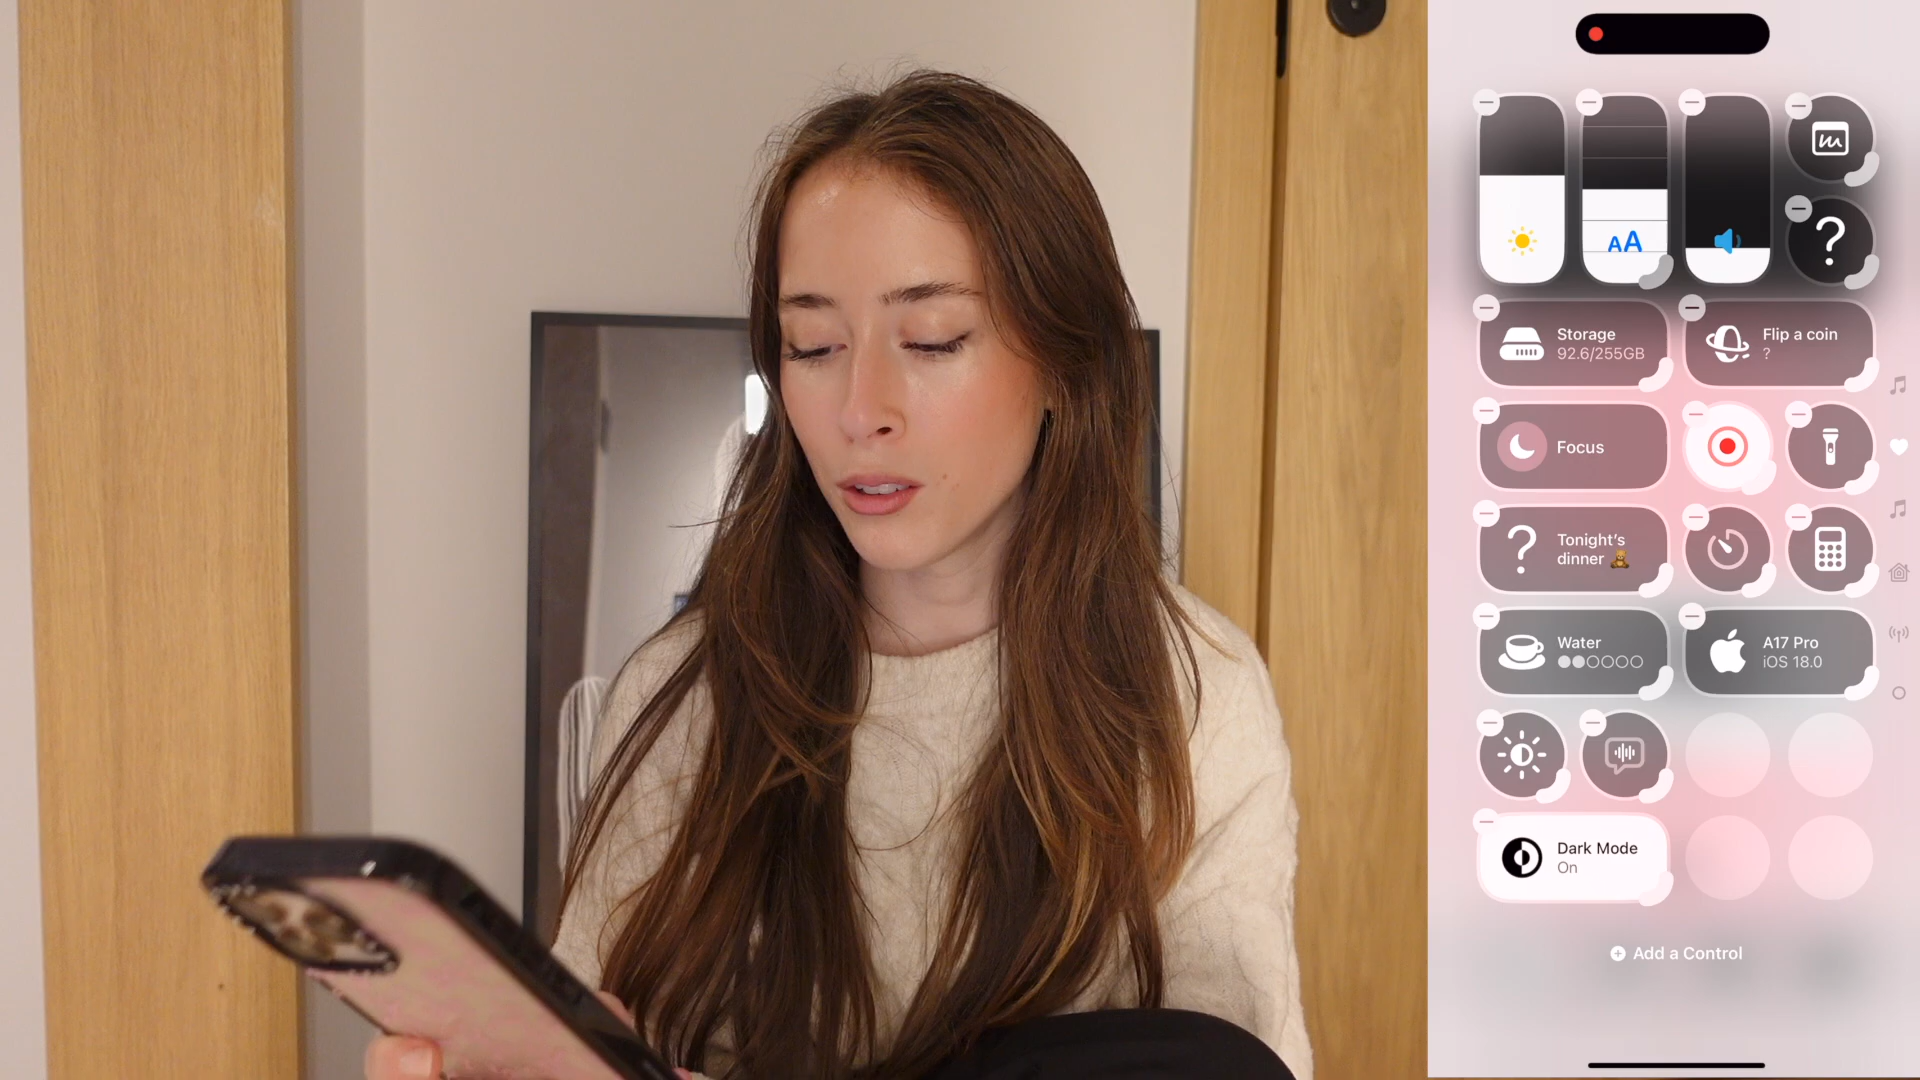 AA
?
Storage
92.6/255GB
Flip a coin
?
Focus
?
Tonight's
dinner
Water
A17 Pro
iOS 18.0
Dark Mode
On
Add a Control